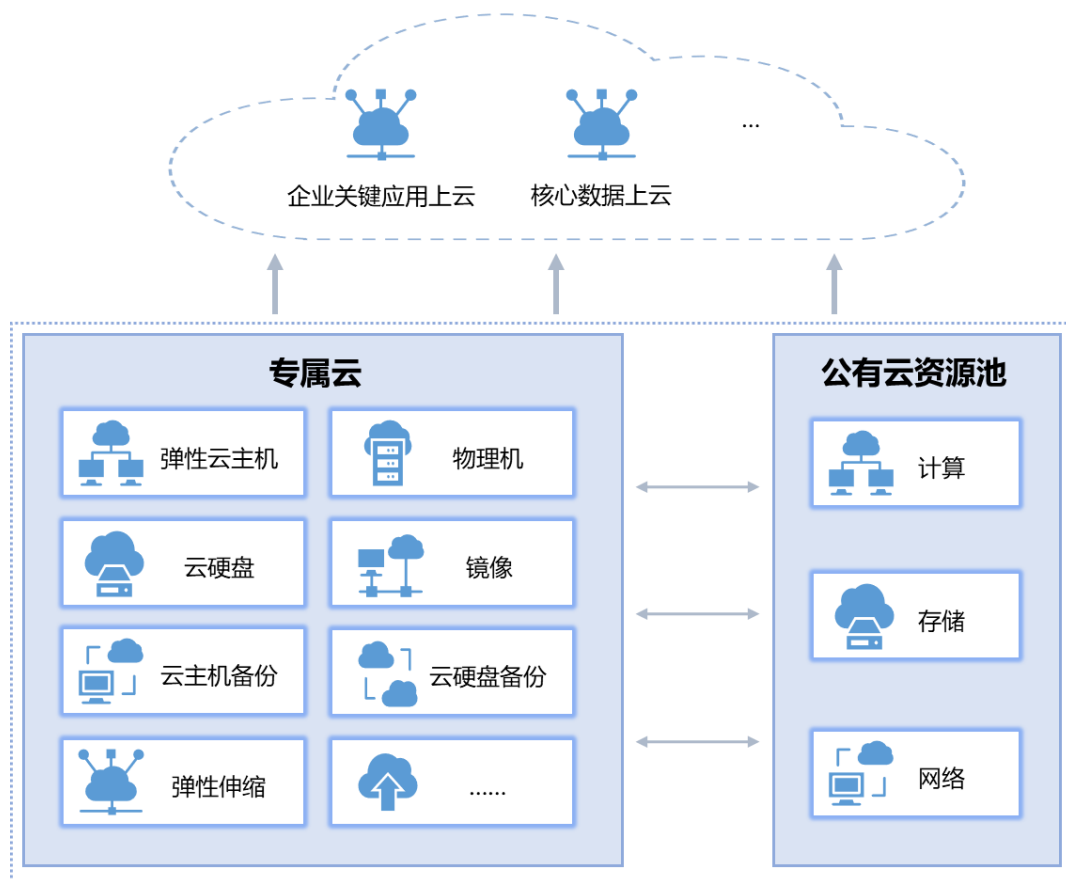 企业关键应用上云
核心数据上云
...
专属云
弹性云主机
物理机
云硬盘
镜像
云主机备份
云硬盘备份
弹性伸缩
......
公有云资源池
计算
存储
网络